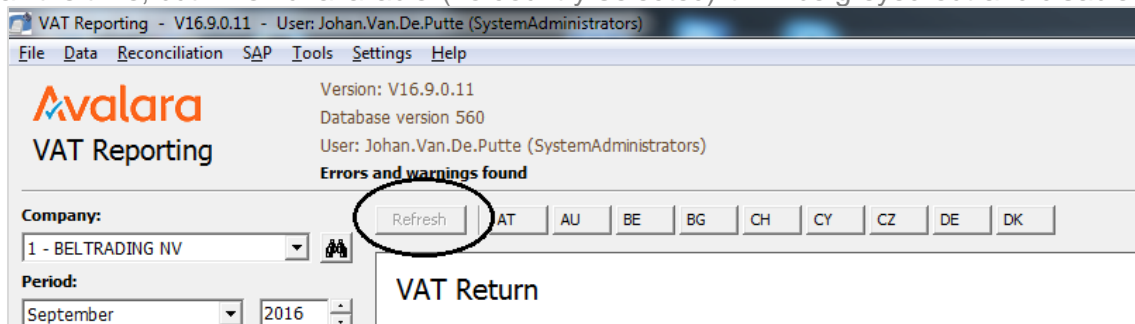 VAT Reporting - V16.9.0.11 - User: Johan.Van.De.Putte (SystemAdministrators)
File Data Reconciliation SAP Tools Settings Help
Avalara
VAT Reporting
Version: V16.9.0.11
Database version 560
User: Johan.Van.De.Putte (SystemAdministrators)
Errors and warnings found
Company:
1 - BELTRADING NV
Period:
September 2016
Refresh AT AU BE BG CH CY CZ DE DK
VAT Return